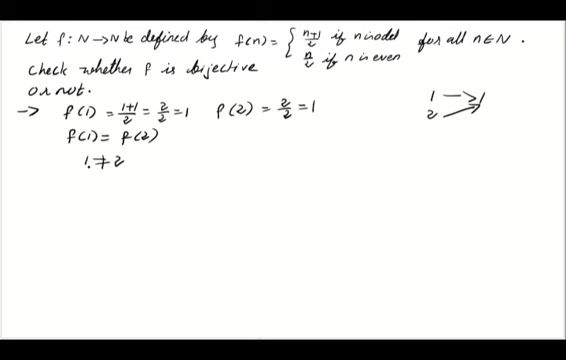 Let f: N→N be defined by f(n) = { n+1/2 if n is odd for all n∈N.
n/2 if n is even
Check whether f is bijective
or not.
→ f(1) = 1+1/2 = 2/2 = 1 f(2) = 2/2 = 1
1 → 1
2
f(1) = f(2)
1 ≠ 2